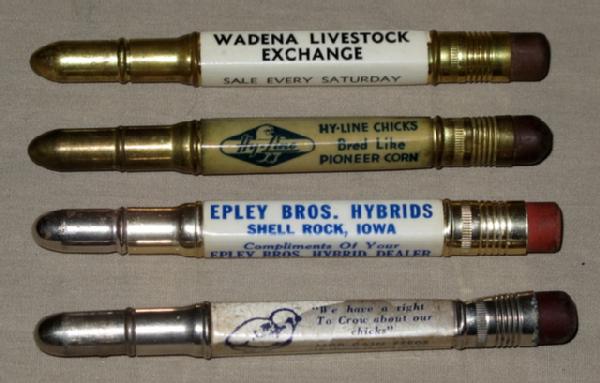 WADENA LIVESTOCK
EXCHANGE
SALE EVERY SATURDAY
Hy-Line
HY-LINE CHICKS
Bred Like
PIONEER CORN
EPLEY BROS. HYBRIDS
SHELL ROCK, IOWA
Compliments Of Your
EPLEY BROS. HYBRID DEALER
"We have a right
To Crow about our
chicks"